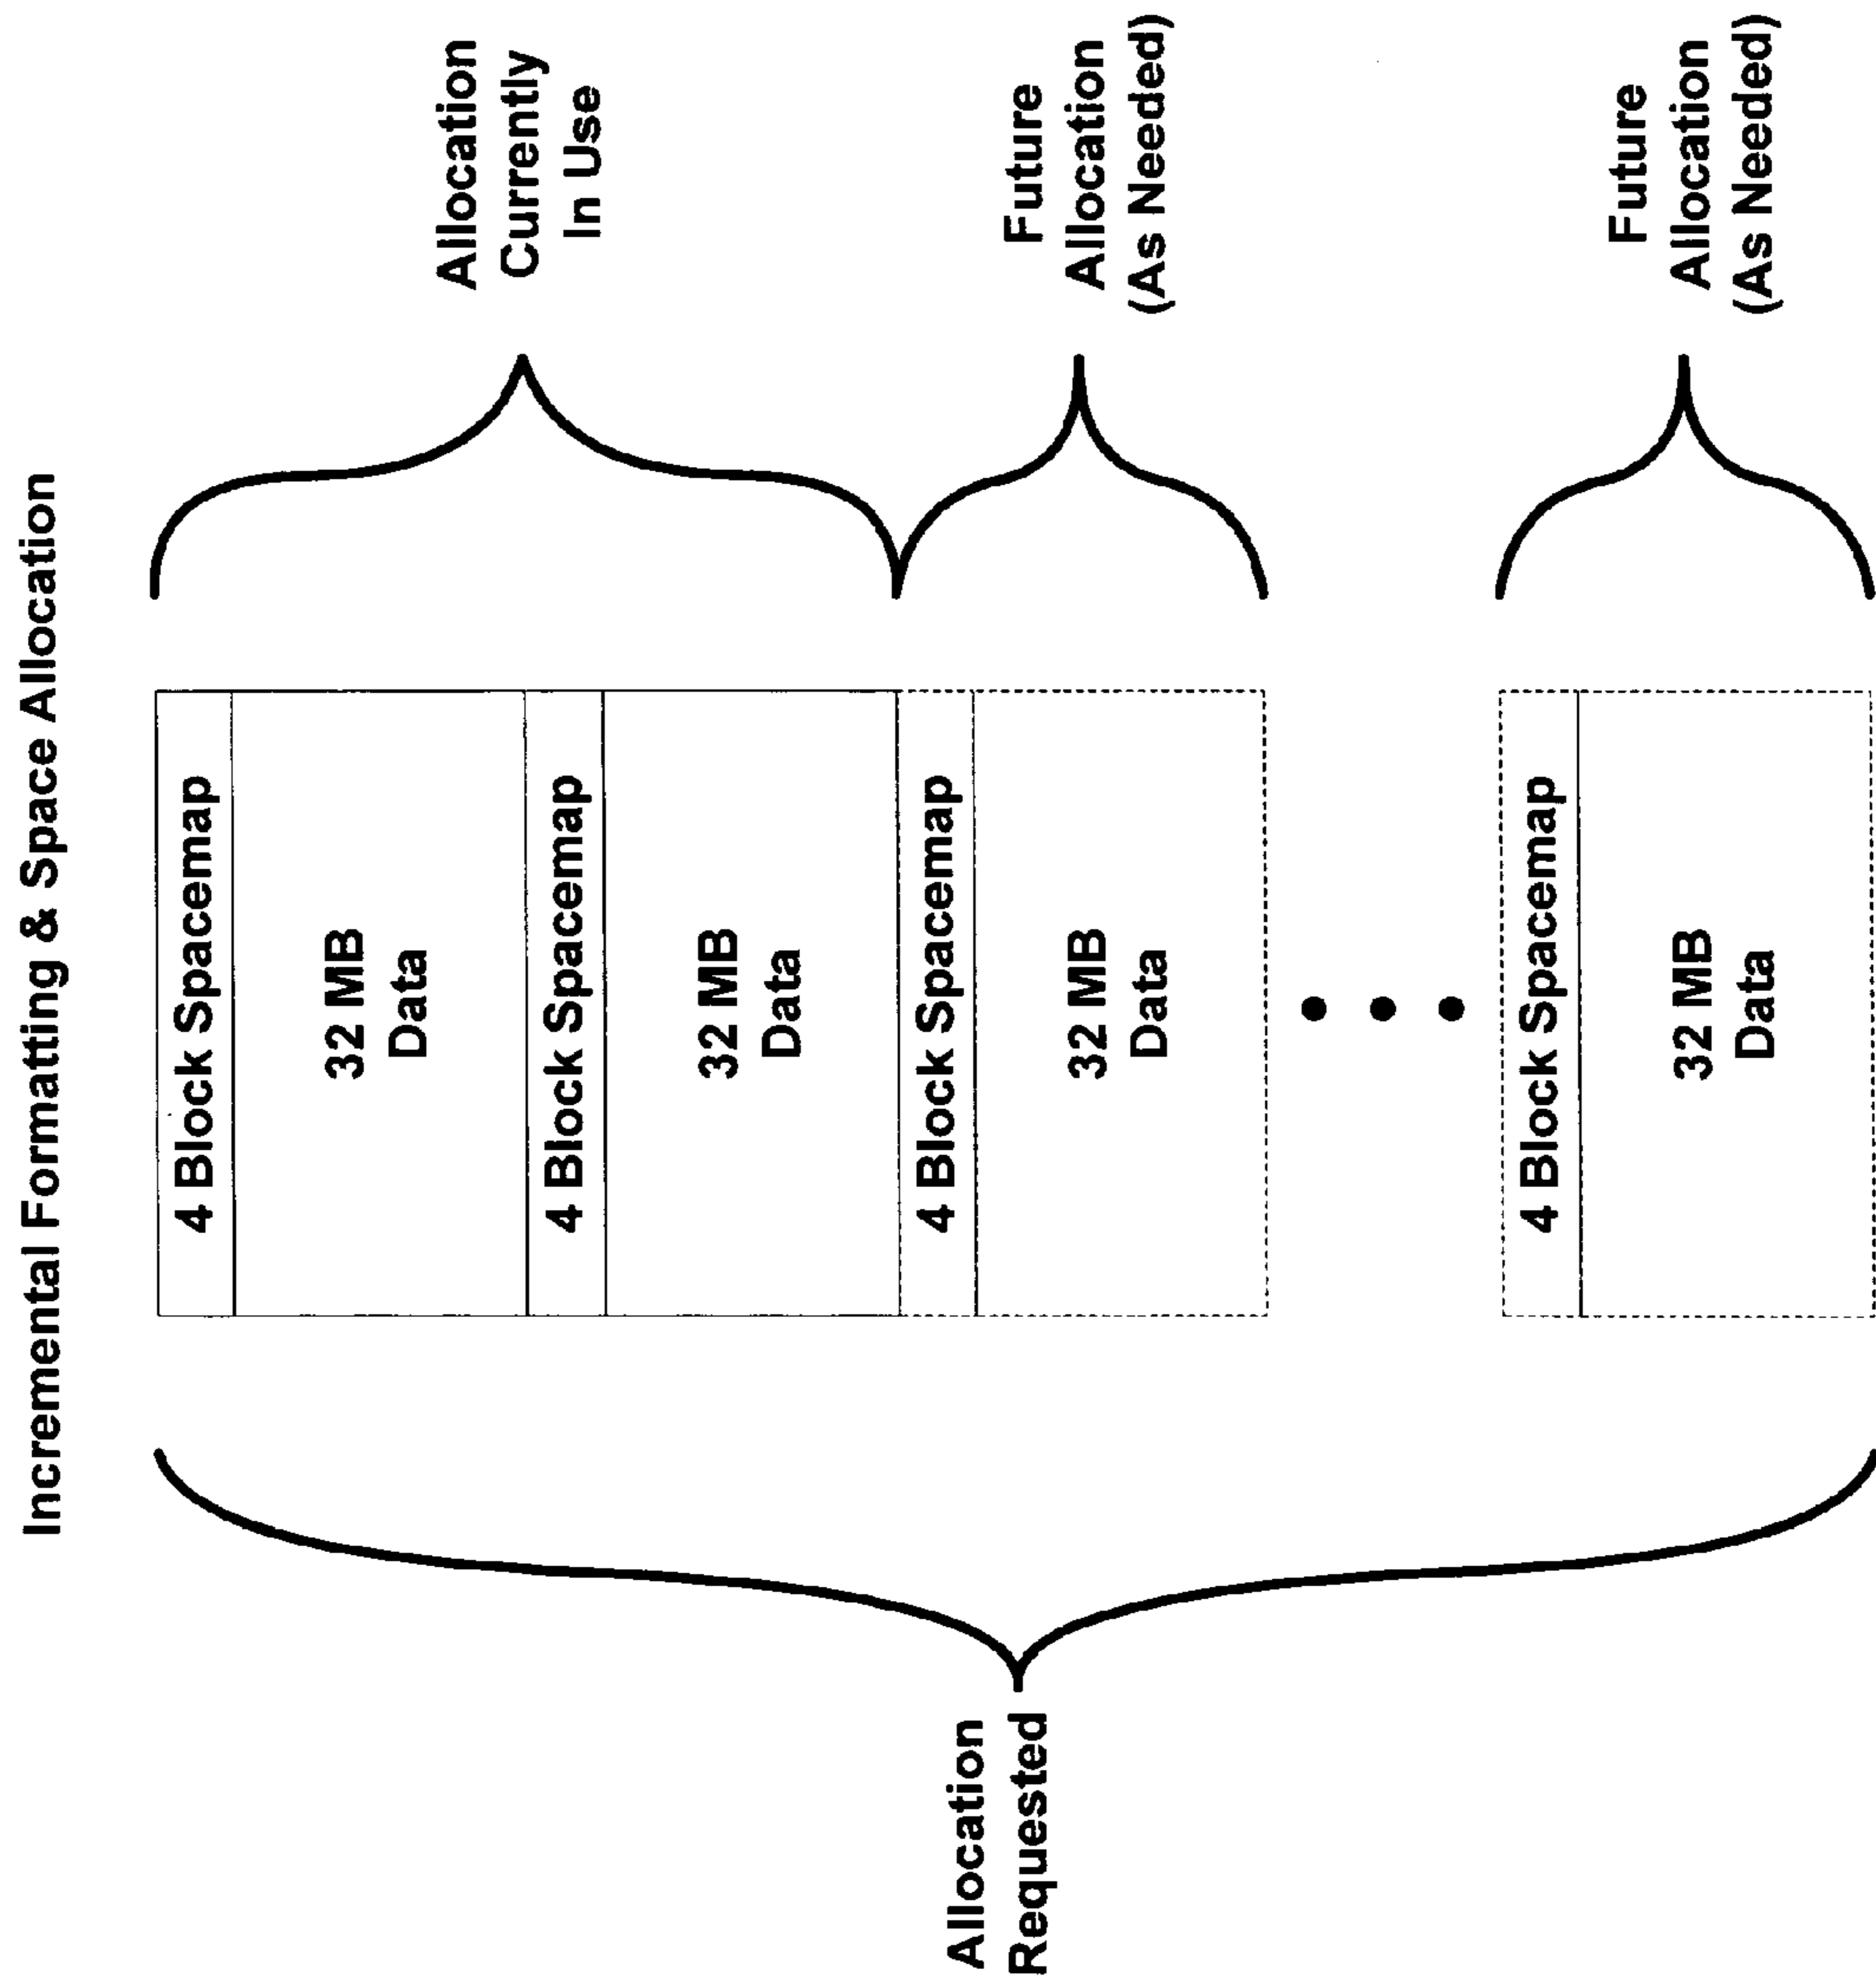 Incremental Formatting & Space Allocation
Allocation
Requested
4 Block Spacemap
32 MB
Data
4 Block Spacemap
32 MB
Data
4 Block Spacemap
32 MB
Data
4 Block Spacemap
32 MB
Data
Allocation
Currently
In Use
Future
Allocation
(As Needed)
Future
Allocation
(As Needed)